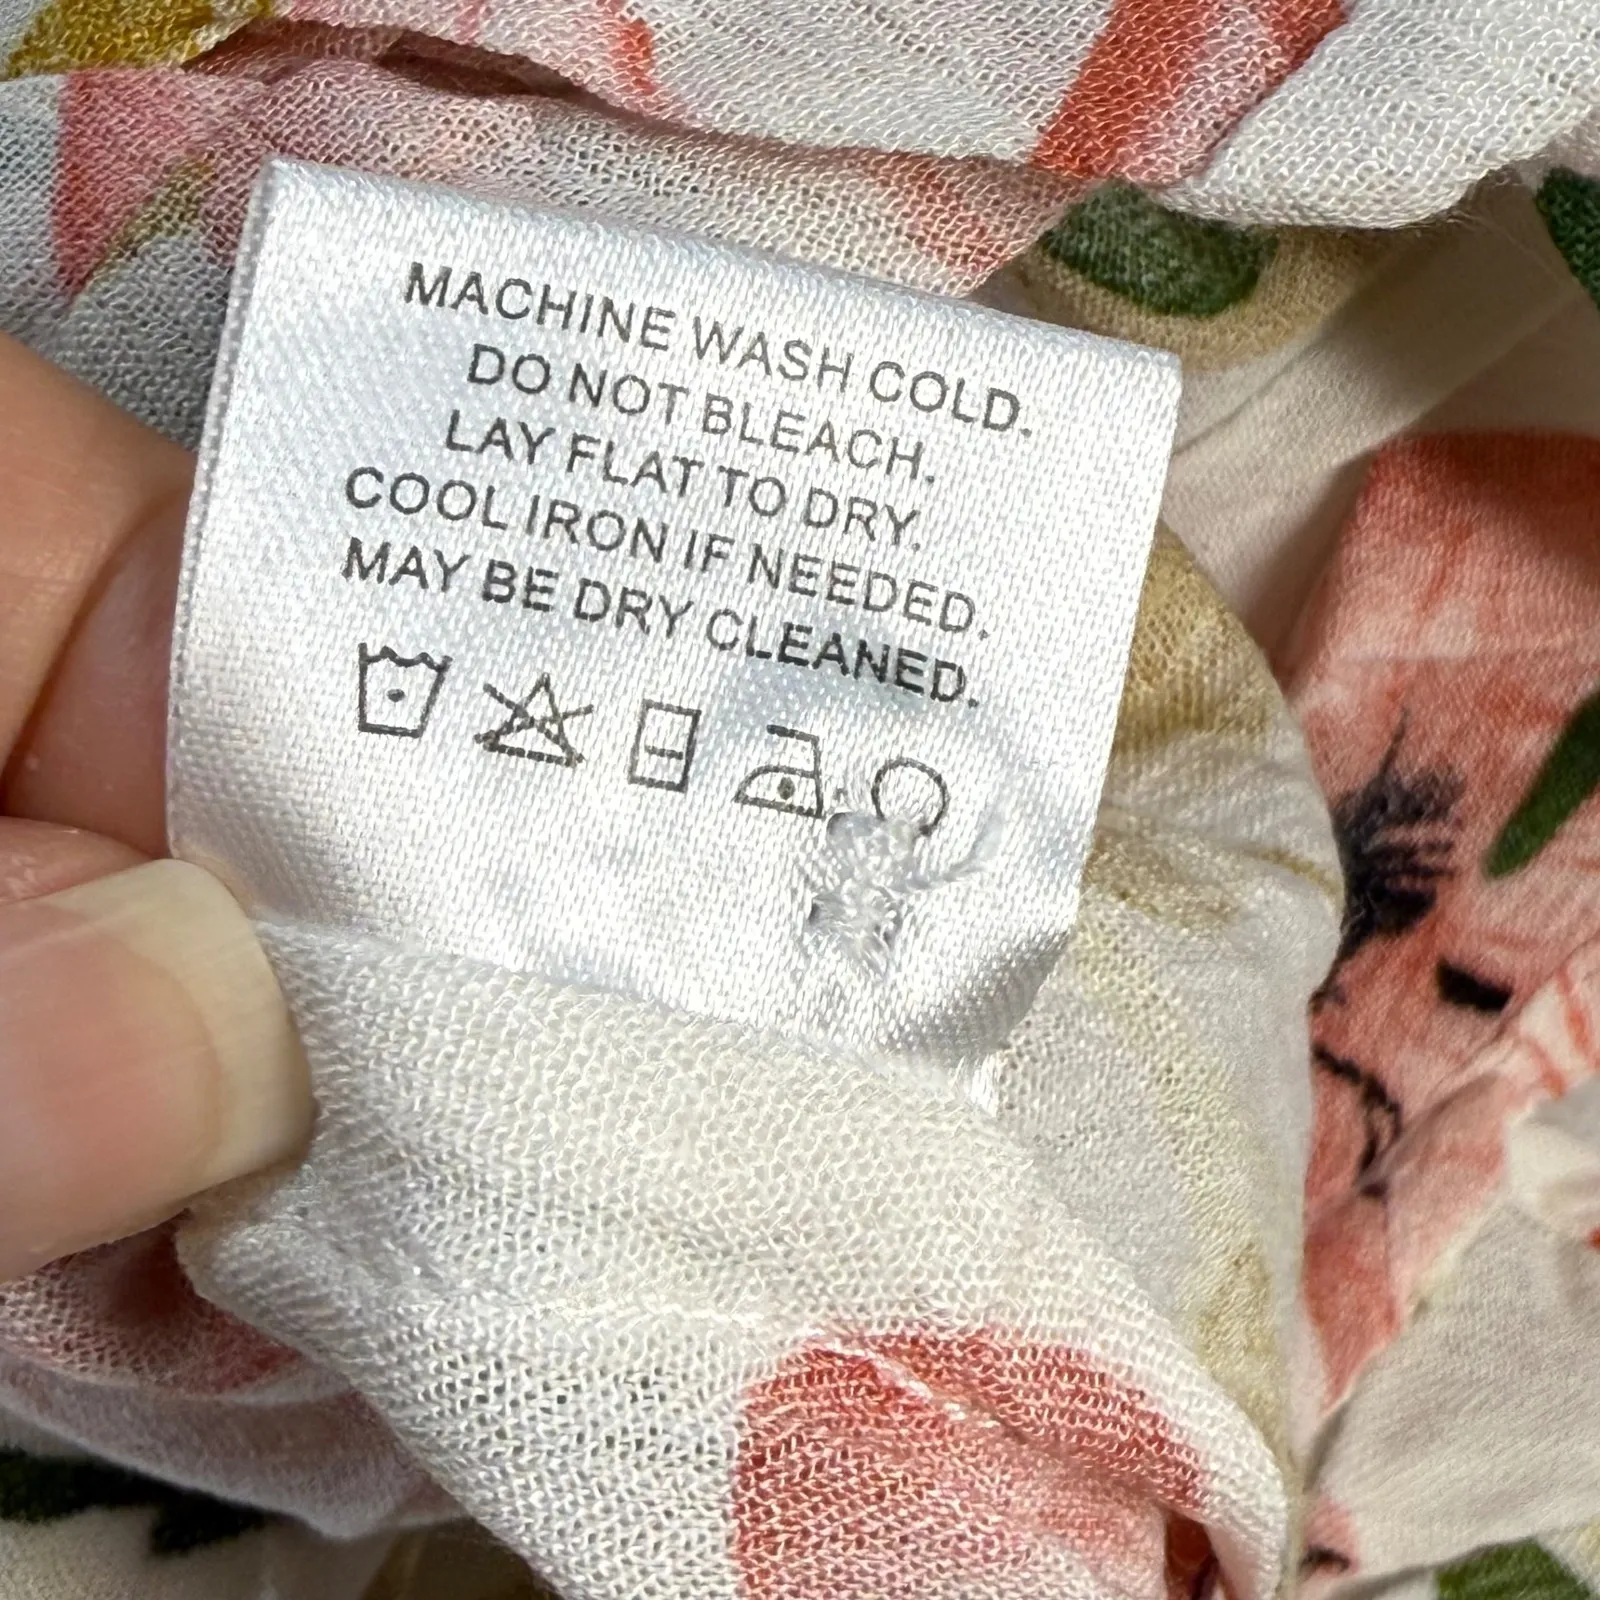 MACHINE WASH COLD.
DO NOT BLEACH.
LAY FLAT TO DRY.
COOL IRON IF NEEDED.
MAY BE DRY CLEANED.